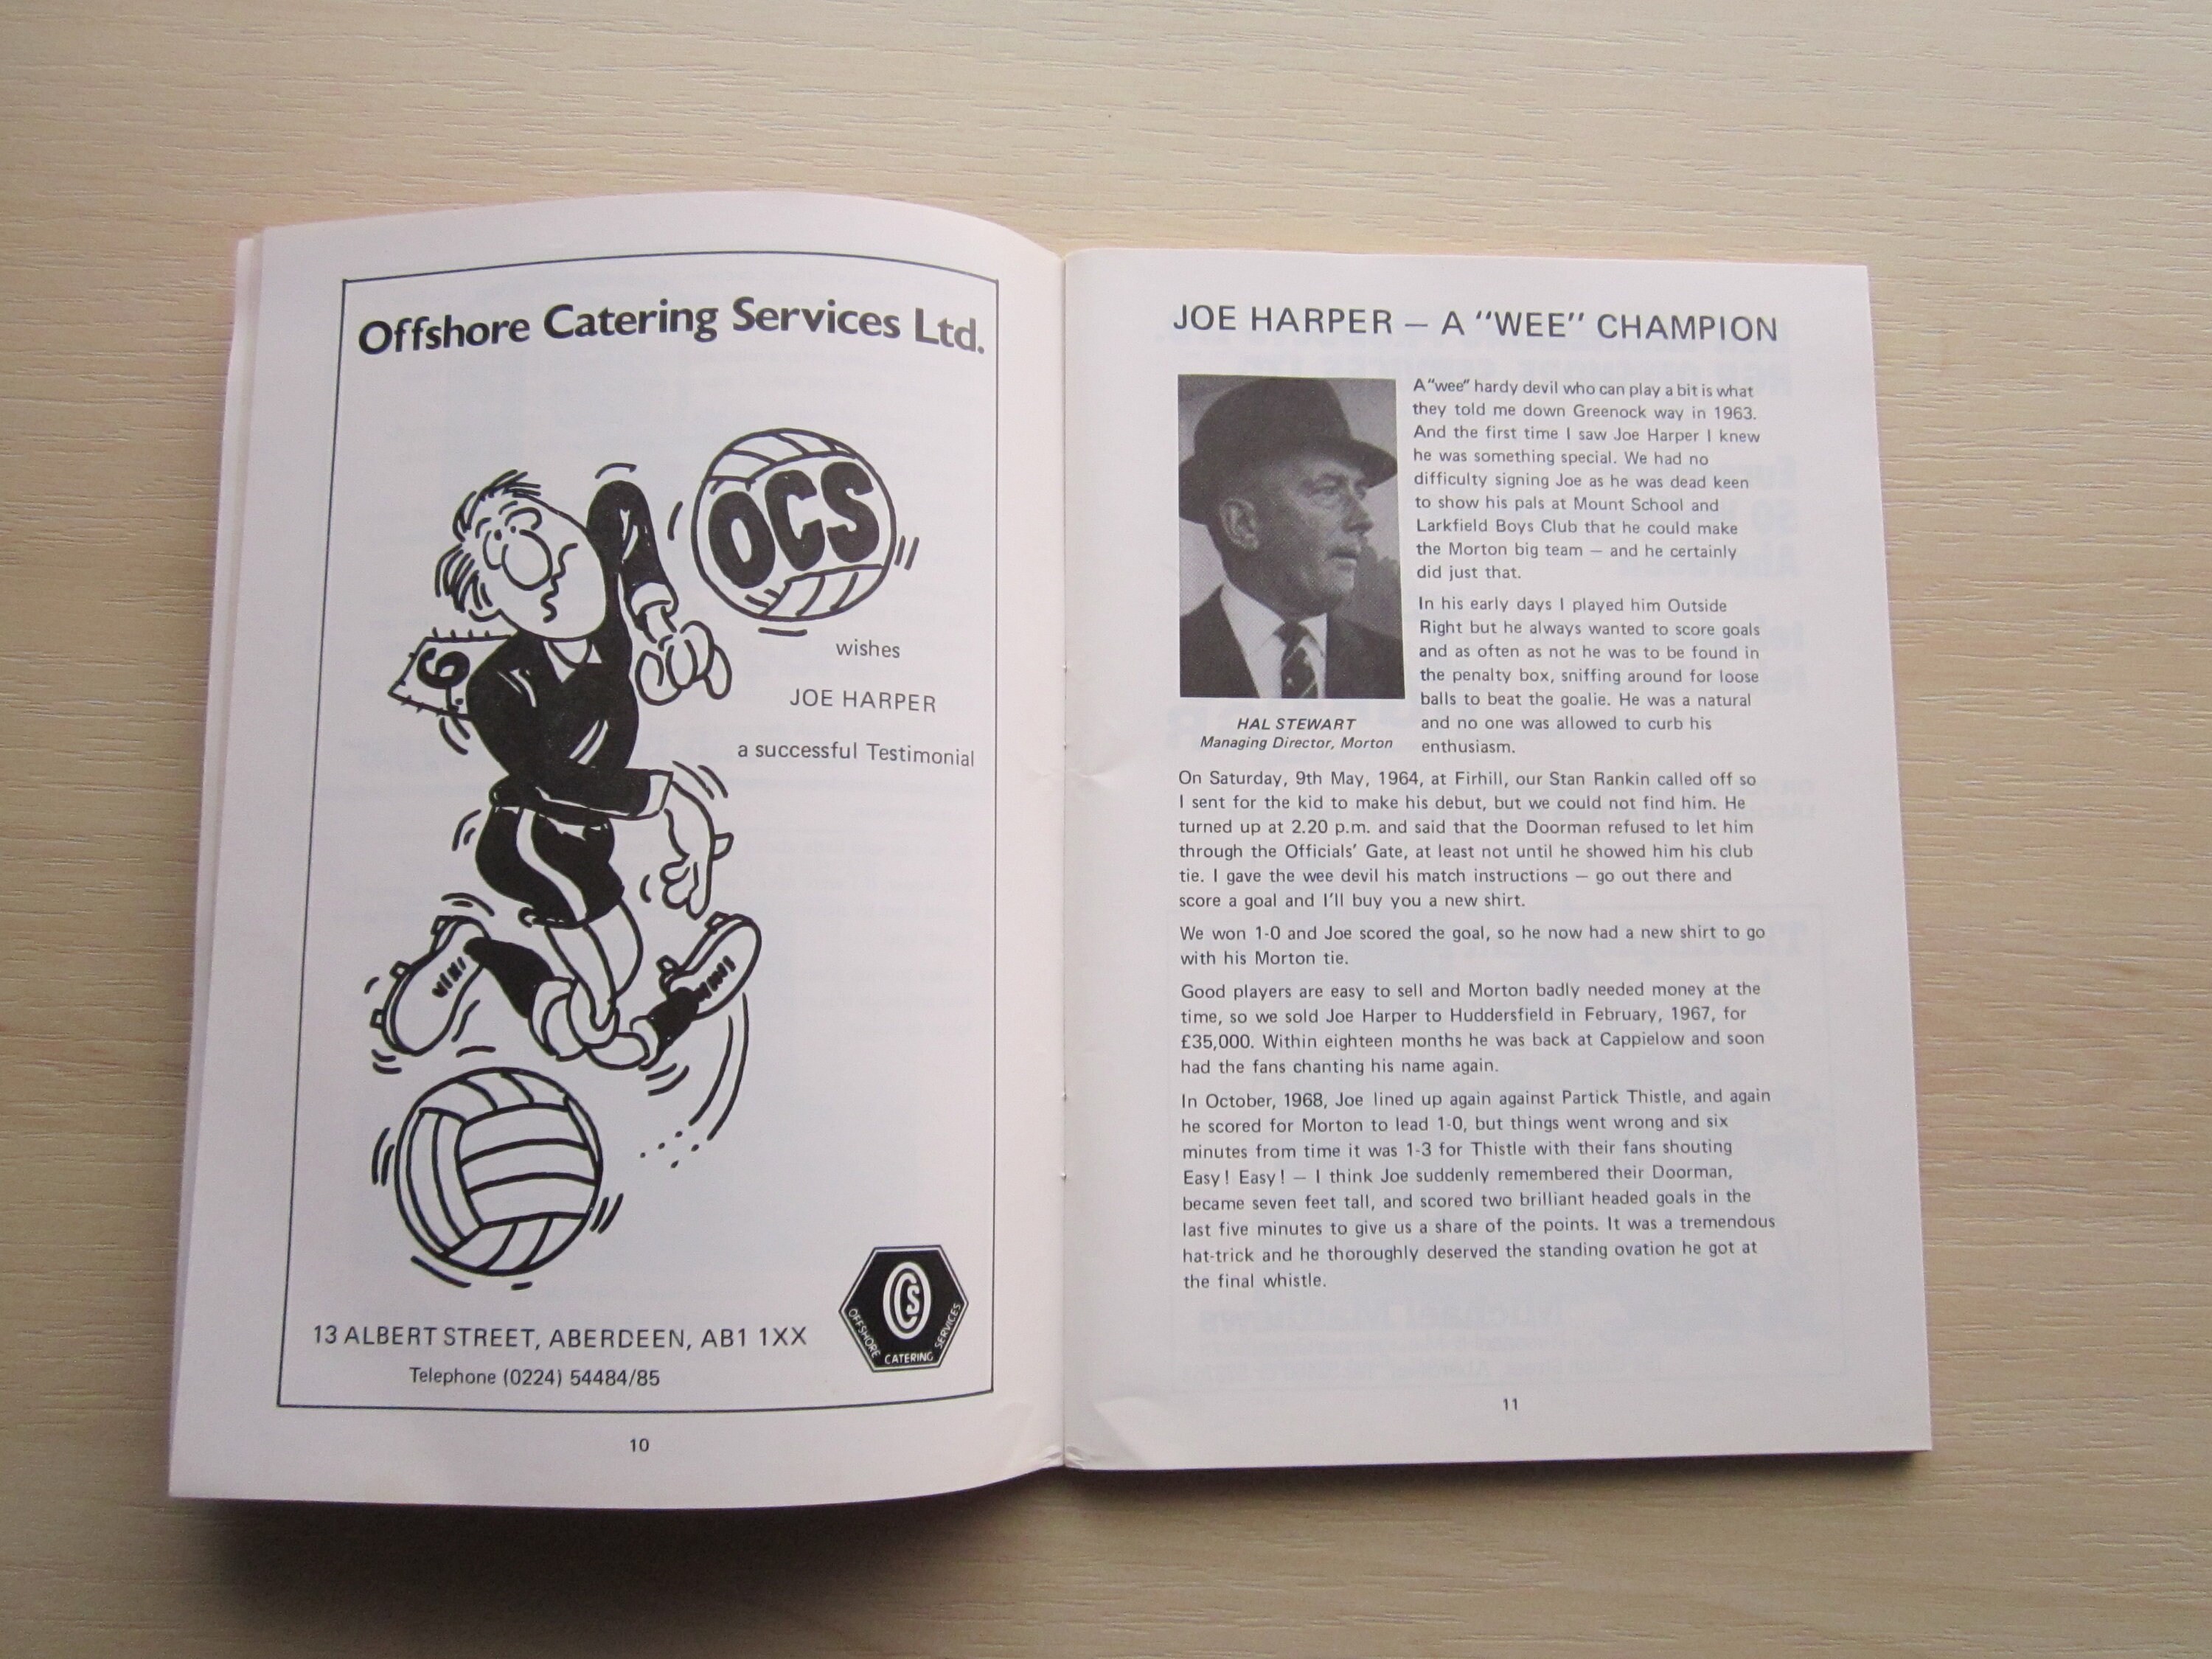 Offshore Catering Services Ltd.
OCS
9
wishes
JOE HARPER
a successful Testimonial
13 ALBERT STREET, ABERDEEN, AB1 1XX
Telephone (0224) 54484/85
OCS
OFFSHORE CATERING SERVICES
10
JOE HARPER — A "WEE" CHAMPION
HAL STEWART
Managing Director, Morton
A "wee" hardy devil who can play a bit is what
they told me down Greenock way in 1963.
And the first time I saw Joe Harper I knew
he was something special. We had no
difficulty signing Joe as he was dead keen
to show his pals at Mount School and
Larkfield Boys Club that he could make
the Morton big team — and he certainly
did just that.
In his early days I played him Outside
Right but he always wanted to score goals
and as often as not he was to be found in
the penalty box, sniffing around for loose
balls to beat the goalie. He was a natural
and no one was allowed to curb his
enthusiasm.
On Saturday, 9th May, 1964, at Firhill, our Stan Rankin called off so
I sent for the kid to make his debut, but we could not find him. He
turned up at 2.20 p.m. and said that the Doorman refused to let him
through the Officials' Gate, at least not until he showed him his club
tie. I gave the wee devil his match instructions — go out there and
score a goal and I'll buy you a new shirt.
We won 1-0 and Joe scored the goal, so he now had a new shirt to go
with his Morton tie.
Good players are easy to sell and Morton badly needed money at the
time, so we sold Joe Harper to Huddersfield in February, 1967, for
£35,000. Within eighteen months he was back at Cappielow and soon
had the fans chanting his name again.
In October, 1968, Joe lined up again against Partick Thistle, and again
he scored for Morton to lead 1-0, but things went wrong and six
minutes from time it was 1-3 for Thistle with their fans shouting
Easy! Easy! — I think Joe suddenly remembered their Doorman,
became seven feet tall, and scored two brilliant headed goals in the
last five minutes to give us a share of the points. It was a tremendous
hat-trick and he thoroughly deserved the standing ovation he got at
the final whistle.
11